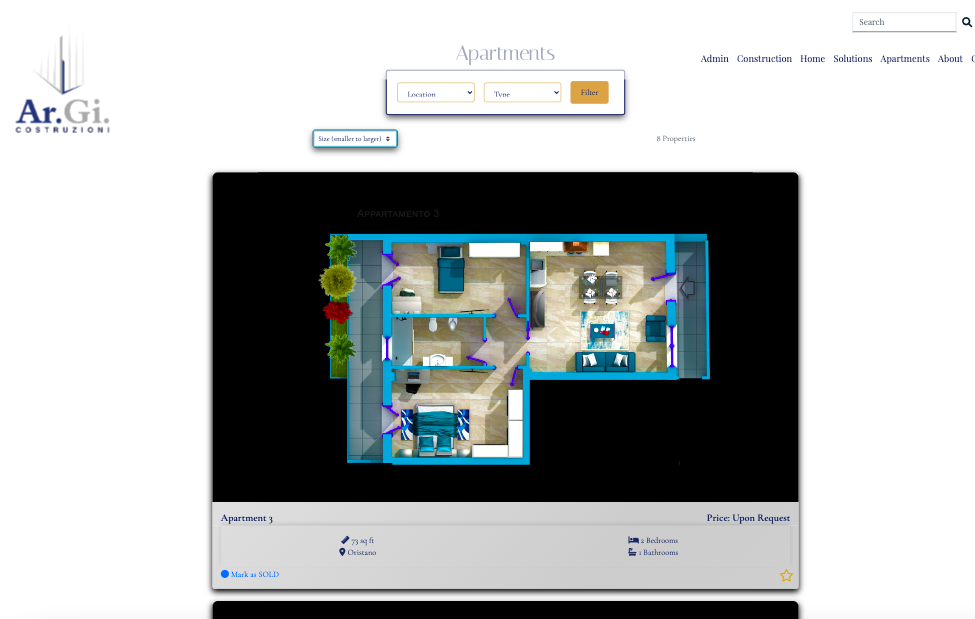 Search
Ar.Gi.
COSTRUZIONI
Apartments
Admin Construction Home Solutions Apartments About
Location
Type
Filter
Size (smaller to larger)
8 Properties
Appartamento 3
Apartment 3
Price: Upon Request
73 sq ft
2 Bedrooms
Oristano
1 Bathrooms
Mark as SOLD